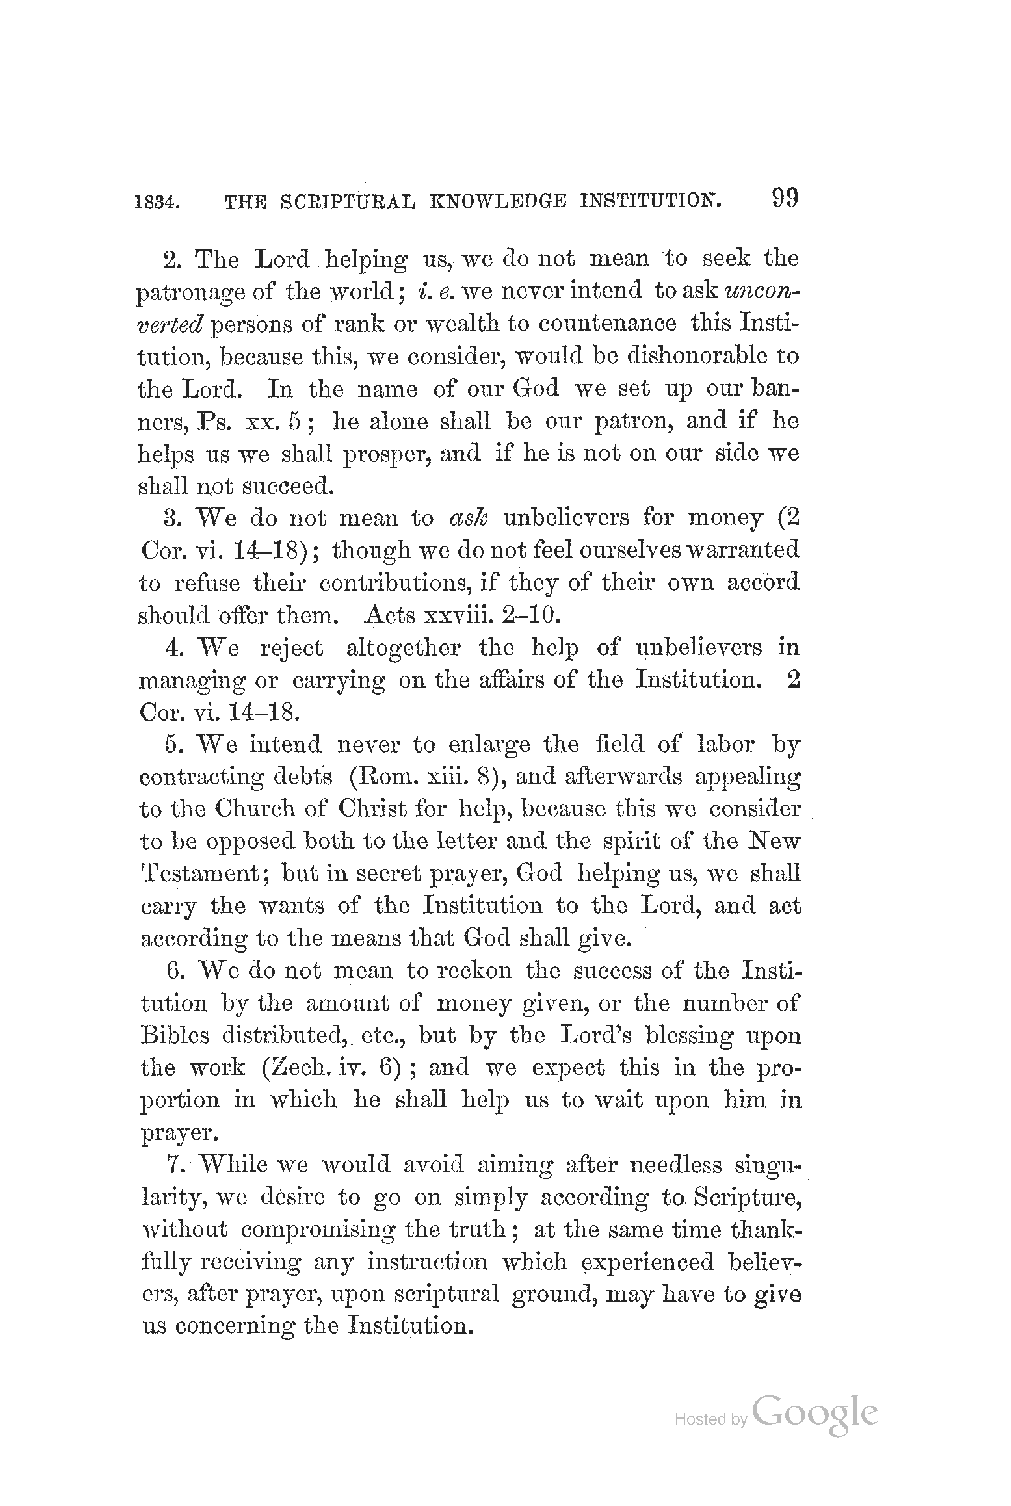 1834. THE SCRIPTURAL KNOWLEDGE INSTITUTION. 99
2. The Lord helping us, we do not mean to seek the
patronage of the world; i. e. we never intend to ask uncon-
verted persons of rank or wealth to countenance this Insti-
tution, because this, we consider, would be dishonorable to
the Lord. In the name of our God we set up our ban-
ners, Ps. xx. 5; he alone shall be our patron, and if he
helps us we shall prosper, and if he is not on our side we
shall not succeed.
3. We do not mean to ask unbelievers for money (2
Cor. vi. 14–18); though we do not feel ourselves warranted
to refuse their contributions, if they of their own accord
should offer them. Acts xxviii. 2–10.
4. We reject altogether the help of unbelievers in
managing or carrying on the affairs of the Institution. 2
Cor. vi. 14–18.
5. We intend never to enlarge the field of labor by
contracting debts (Rom. xiii. 8), and afterwards appealing
to the Church of Christ for help, because this we consider
to be opposed both to the letter and the spirit of the New
Testament; but in secret prayer, God helping us, we shall
carry the wants of the Institution to the Lord, and act
according to the means that God shall give.
6. We do not mean to reckon the success of the Insti-
tution by the amount of money given, or the number of
Bibles distributed, etc., but by the Lord's blessing upon
the work (Zech. iv. 6); and we expect this in the pro-
portion in which he shall help us to wait upon him in
prayer.
7. While we would avoid aiming after needless singu-
larity, we desire to go on simply according to Scripture,
without compromising the truth; at the same time thank-
fully receiving any instruction which experienced believ-
ers, after prayer, upon scriptural ground, may have to give
us concerning the Institution.
Hosted by Google